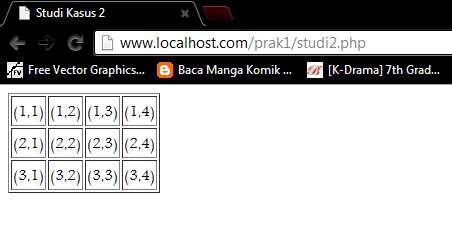 Studi Kasus 2
www.localhost.com/prak1/studi2.php
FV Free Vector Graphics... Baca Manga Komik ... B [K-Drama] 7th Grad...
(1,1) (1,2) (1,3) (1,4)
(2,1) (2,2) (2,3) (2,4)
(3,1) (3,2) (3,3) (3,4)